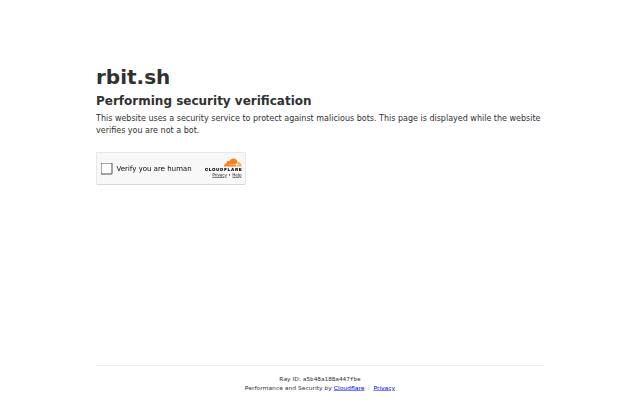 rbit.sh
Performing security verification
This website uses a security service to protect against malicious bots. This page is displayed while the website
verifies you are not a bot.
Verify you are human
CLOUDFLARE
Privacy • Help
Ray ID: a5b48a188a447fbe
Performance and Security by Cloudflare | Privacy